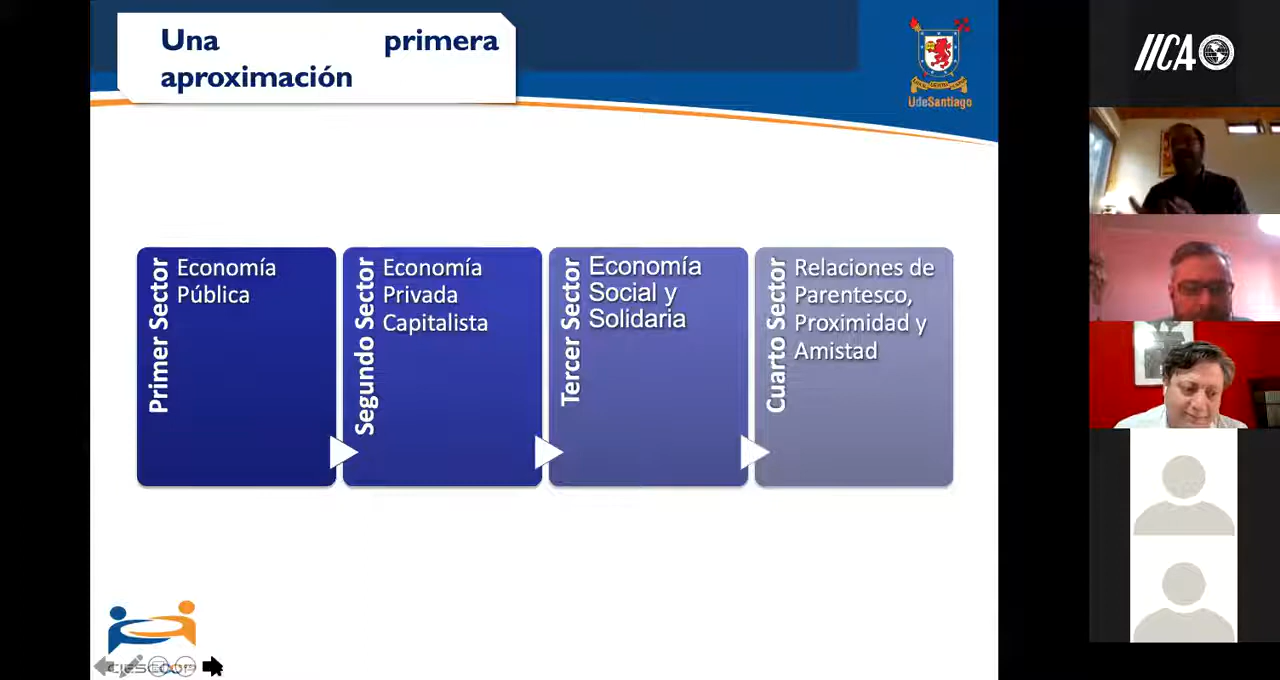 Una primera
aproximación
UdeSantiago
IICA
Primer Sector
Economía
Pública
Segundo Sector
Economía
Privada
Capitalista
Tercer Sector
Economía
Social y
Solidaria
Cuarto Sector
Relaciones de
Parentesco,
Proximidad y
Amistad
CIESCOOP